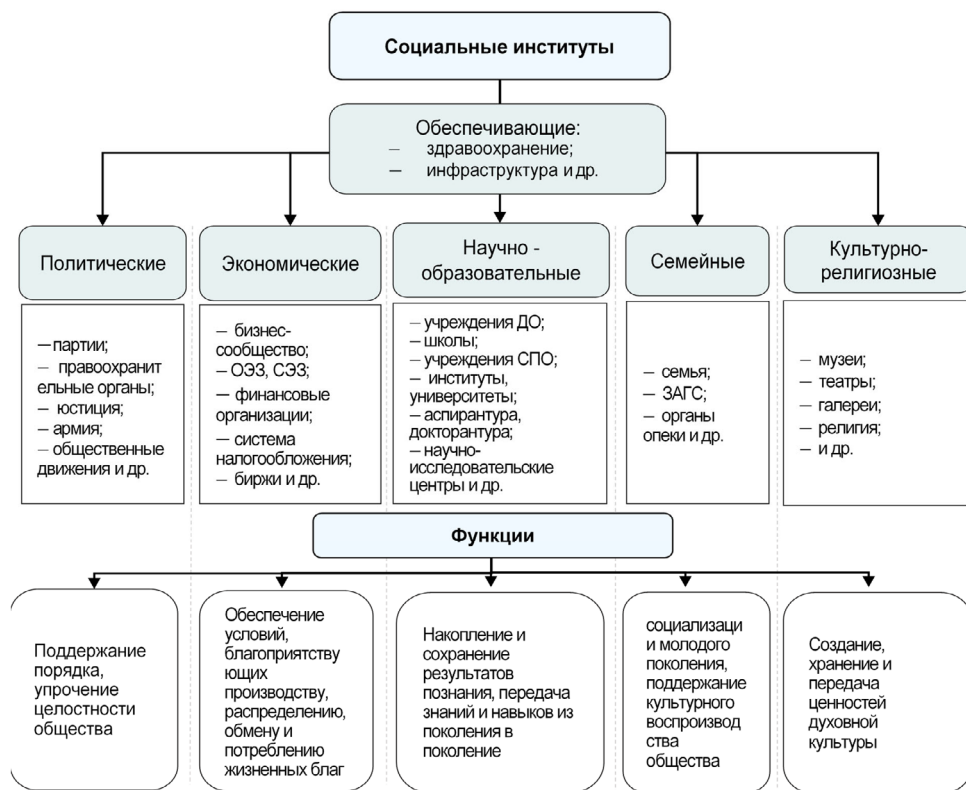 Социальные институты
Обеспечивающие:
– здравоохранение;
– инфраструктура и др.
Политические
Экономические
Научно -
образовательные
Семейные
Культурно-
религиозные
–партии;
– правоохранит
ельные органы;
– юстиция;
– армия;
– общественные
движения и др.
– бизнес-
сообщество;
– ОЭЗ, СЭЗ;
– финансовые
организации;
– система
налогообложения;
– биржи и др.
– учреждения ДО;
– школы;
– учреждения СПО;
– институты,
университеты;
– аспирантура,
докторантура;
– научно-
исследовательские
центры и др.
– семья;
– ЗАГС;
– органы
опеки и др.
– музеи;
– театры;
– галереи;
– религия;
– и др.
Функции
Поддержание
порядка,
упрочение
целостности
общества
Обеспечение
условий,
благоприятству
ющих
производству,
распределению,
обмену и
потреблению
жизненных благ
Накопление и
сохранение
результатов
познания, передача
знаний и навыков из
поколения в
поколение
социализаци
и молодого
поколения,
поддержание
культурного
воспроизвод
ства
общества
Создание,
хранение и
передача
ценностей
духовной
культуры